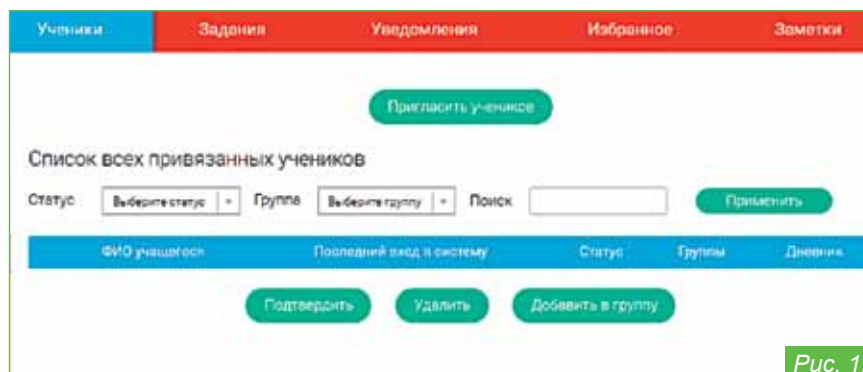 Ученики Задания Уведомления Избранное Заметки
Пригласить учеников
Список всех привязанных учеников
Статус Выберите статус Группа Выберите группу Поиск Применить
ФИО учащегося Последний вход в систему Статус Группы Дневник
Подтвердить Удалить Добавить в группу
Рис. 1